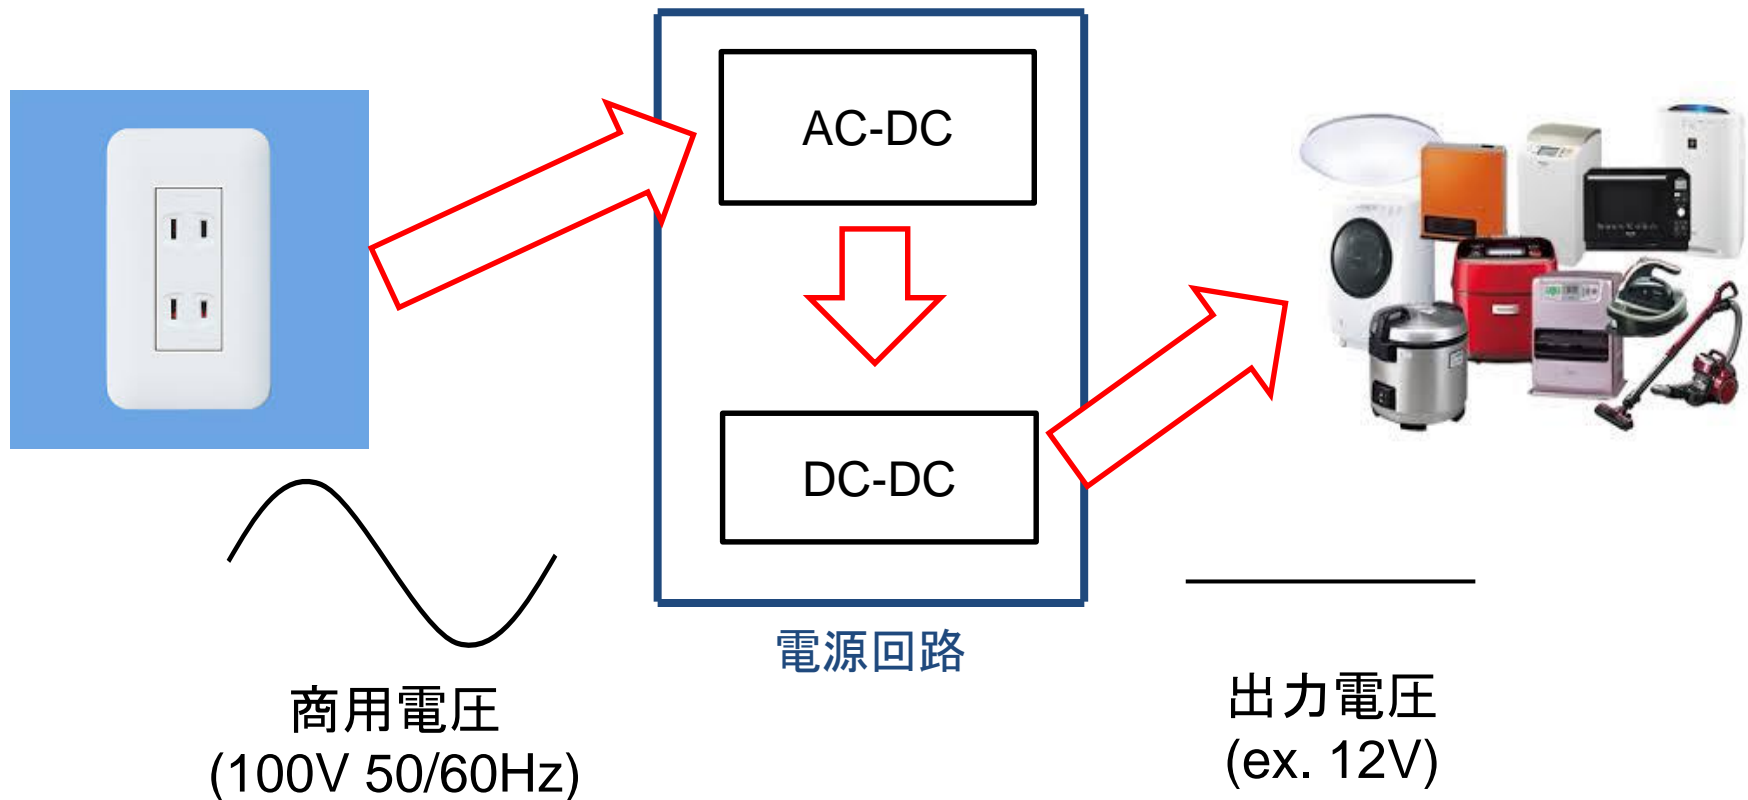 AC-DC
DC-DC
電源回路
商用電圧
(100V 50/60Hz)
出力電圧
(ex. 12V)